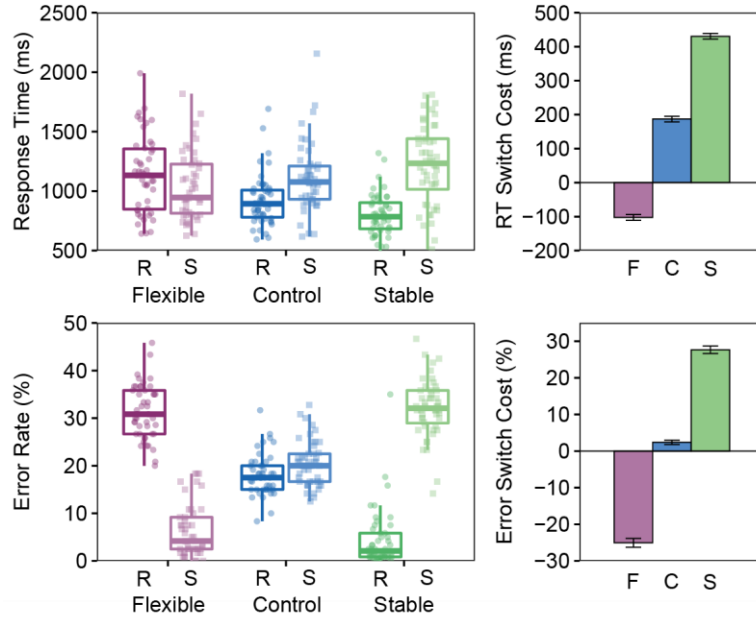 Response Time (ms)
2500
2000
1500
1000
500
R S R S R S
Flexible Control Stable
RT Switch Cost (ms)
500
400
300
200
100
0
−100
−200
F C S
Error Rate (%)
50
40
30
20
10
0
R S R S R S
Flexible Control Stable
Error Switch Cost (%)
30
20
10
0
−10
−20
−30
F C S